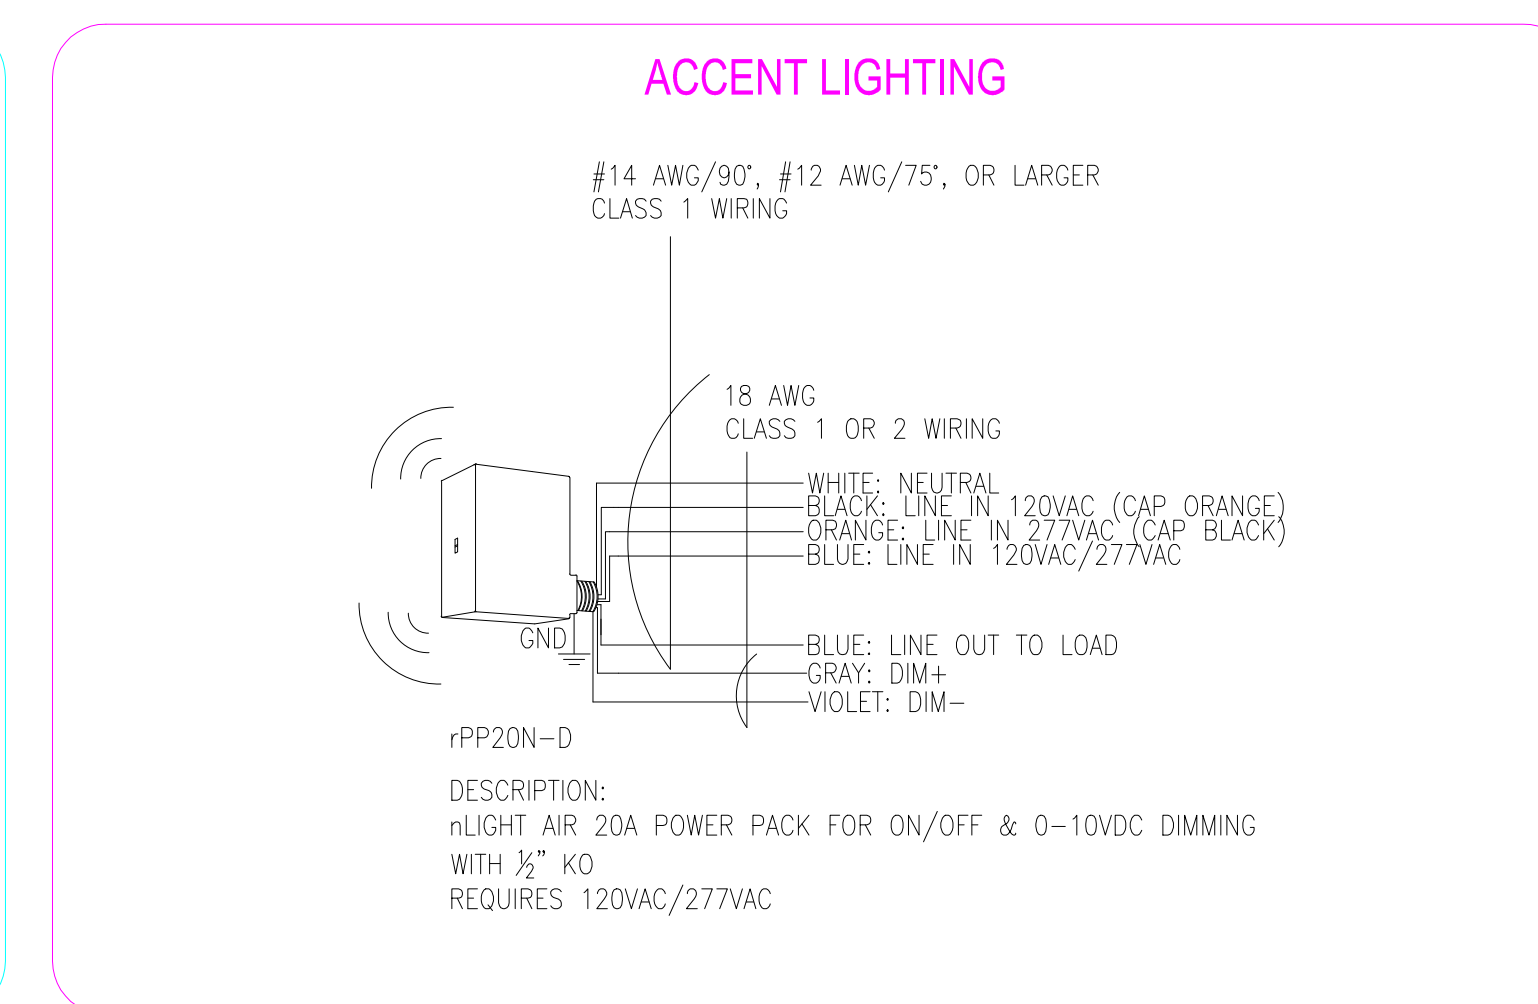 ACCENT LIGHTING
#14 AWG/90°, #12 AWG/75°, OR LARGER
CLASS 1 WIRING
18 AWG
CLASS 1 OR 2 WIRING
WHITE: NEUTRAL
BLACK: LINE IN 120VAC (CAP ORANGE)
ORANGE: LINE IN 277VAC (CAP BLACK)
BLUE: LINE IN 120VAC/277VAC
GND
BLUE: LINE OUT TO LOAD
GRAY: DIM+
VIOLET: DIM-
rPP20N-D
DESCRIPTION:
nLIGHT AIR 20A POWER PACK FOR ON/OFF & 0-10VDC DIMMING
WITH ½" KO
REQUIRES 120VAC/277VAC